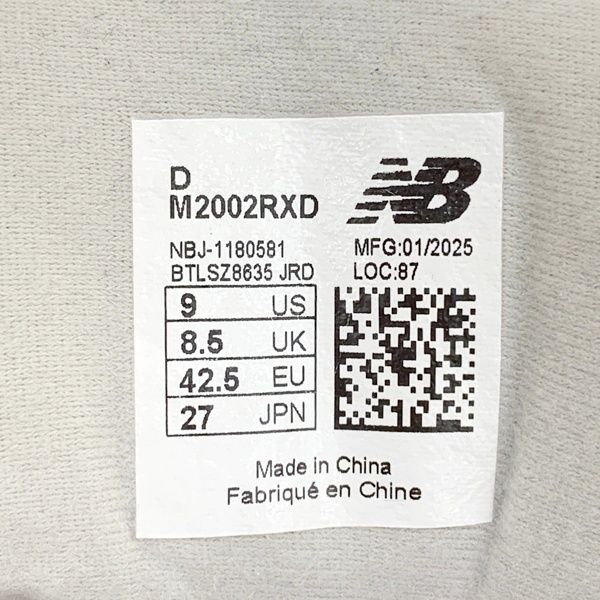 D
M2002RXD
NB
NBJ-1180581
BTLSZ8635 JRD
MFG:01/2025
LOC:87
9 US
8.5 UK
42.5 EU
27 JPN
Made in China
Fabriqué en Chine